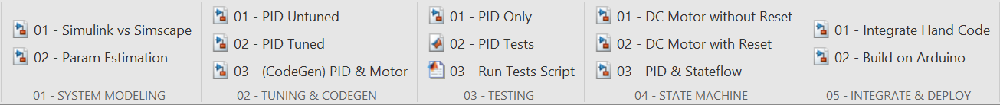 01 - Simulink vs Simscape
02 - Param Estimation
01 - SYSTEM MODELING
01 - PID Untuned
02 - PID Tuned
03 - (CodeGen) PID & Motor
02 - TUNING & CODEGEN
01 - PID Only
02 - PID Tests
03 - Run Tests Script
03 - TESTING
01 - DC Motor without Reset
02 - DC Motor with Reset
03 - PID & Stateflow
04 - STATE MACHINE
01 - Integrate Hand Code
02 - Build on Arduino
05 - INTEGRATE & DEPLOY